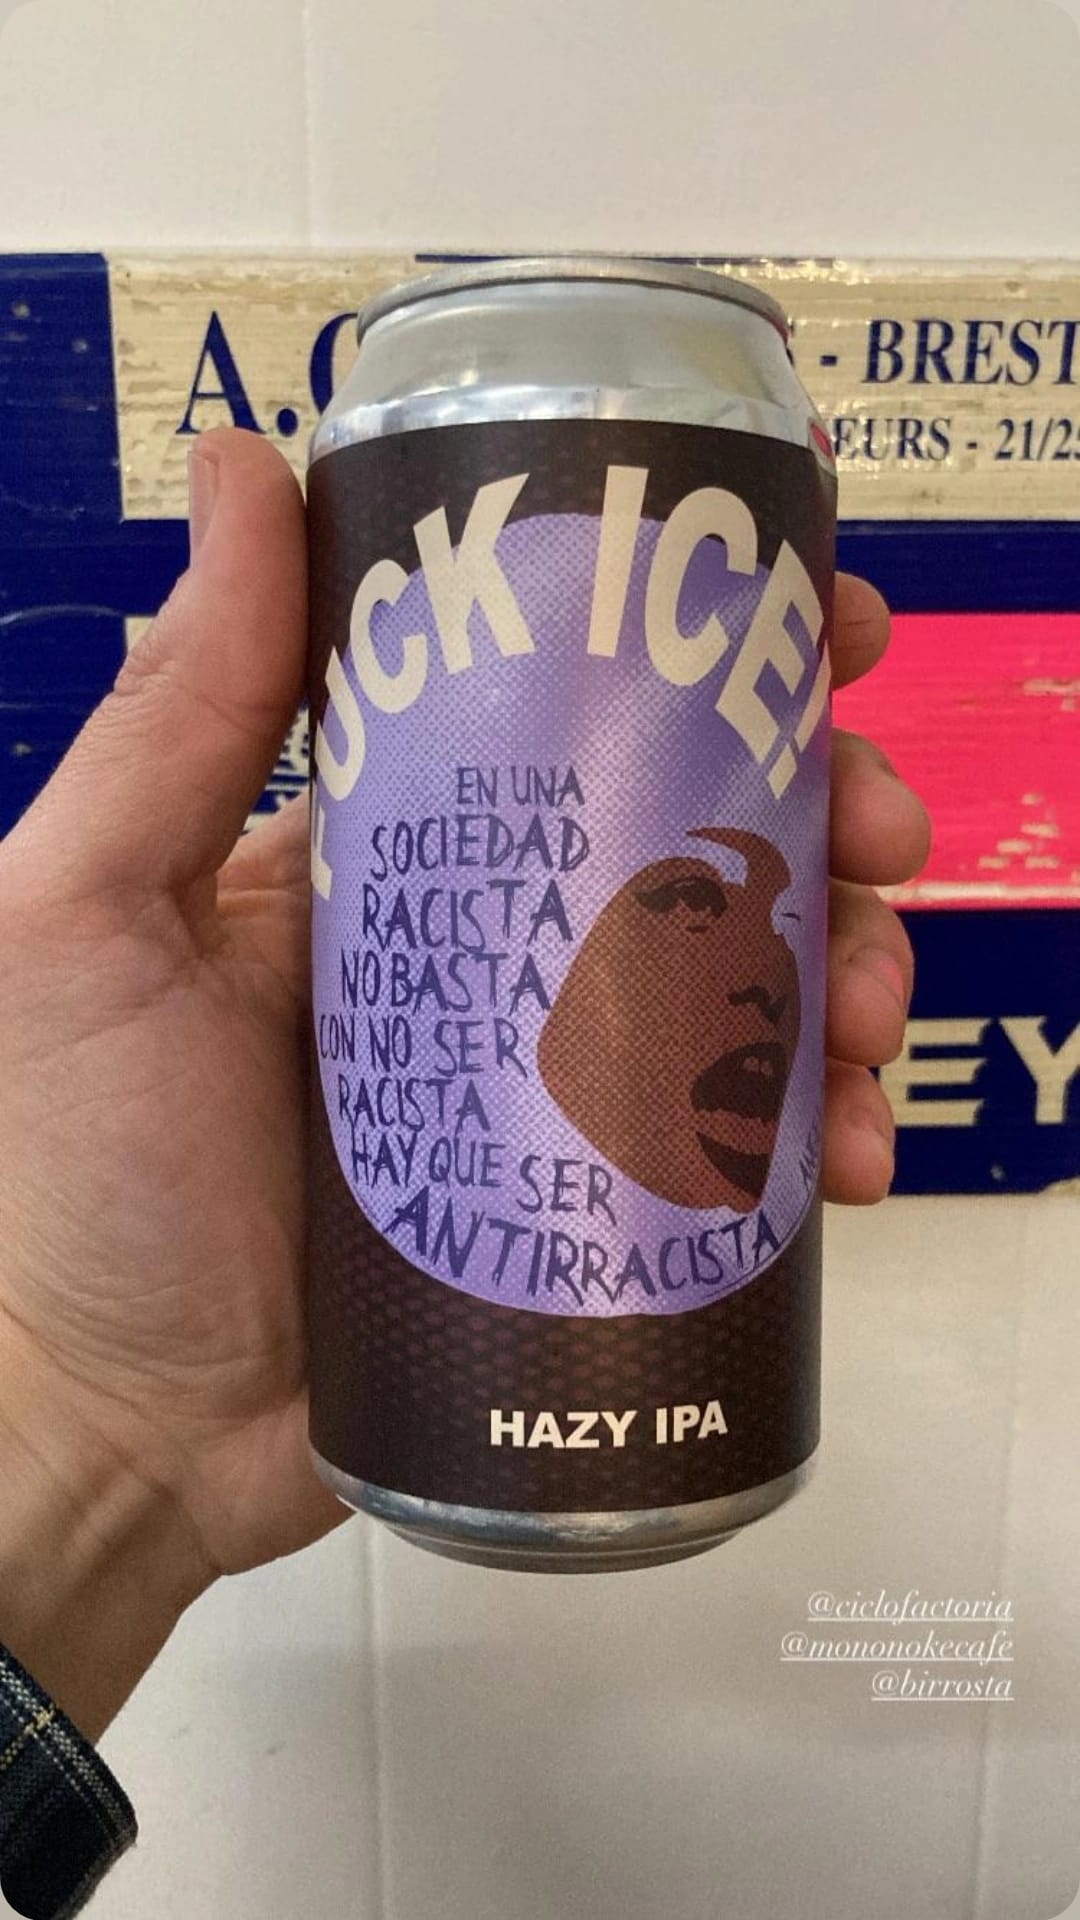 - BREST
EURS - 21/25
FUCK ICE!
EN UNA
SOCIEDAD
RACISTA
NO BASTA
CON NO SER
RACISTA
HAY QUE SER
ANTIRRACISTA
EY
HAZY IPA
@ciclofactoria
@mononokecafe
@birrosta